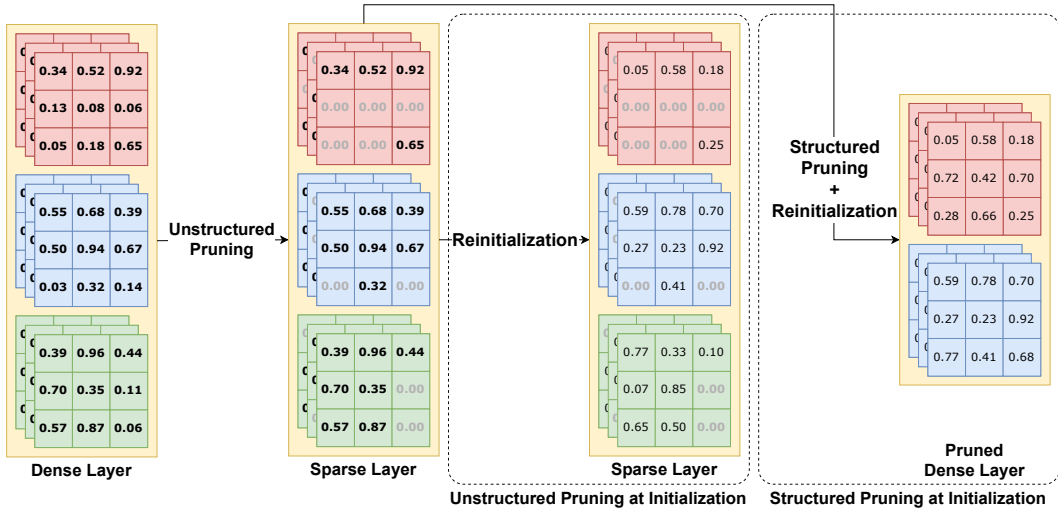 0.34 0.52 0.92
0.13 0.08 0.06
0.05 0.18 0.65
0.55 0.68 0.39
0.50 0.94 0.67
0.03 0.32 0.14
0.39 0.96 0.44
0.70 0.35 0.11
0.57 0.87 0.06
Dense Layer
Unstructured
Pruning
0.34 0.52 0.92
0.00 0.00 0.00
0.00 0.00 0.65
0.55 0.68 0.39
0.50 0.94 0.67
0.00 0.32 0.00
0.39 0.96 0.44
0.70 0.35 0.00
0.57 0.87 0.00
Sparse Layer
Reinitialization
0.05 0.58 0.18
0.00 0.00 0.00
0.00 0.00 0.25
0.59 0.78 0.70
0.27 0.23 0.92
0.00 0.41 0.00
0.77 0.33 0.10
0.07 0.85 0.00
0.65 0.50 0.00
Sparse Layer
Unstructured Pruning at Initialization
Structured
Pruning
+
Reinitialization
0.05 0.58 0.18
0.72 0.42 0.70
0.28 0.66 0.25
0.59 0.78 0.70
0.27 0.23 0.92
0.77 0.41 0.68
Pruned
Dense Layer
Structured Pruning at Initialization